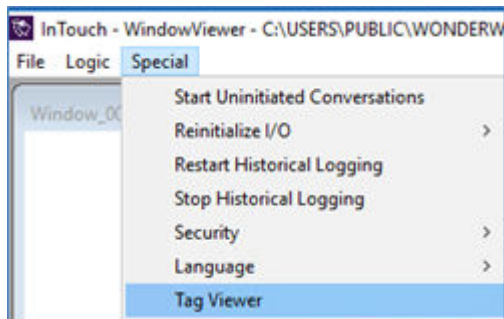 InTouch - WindowViewer - C:\USERS\PUBLIC\WONDERW
File Logic Special
Window_00
Start Uninitiated Conversations
Reinitialize I/O
Restart Historical Logging
Stop Historical Logging
Security
Language
Tag Viewer